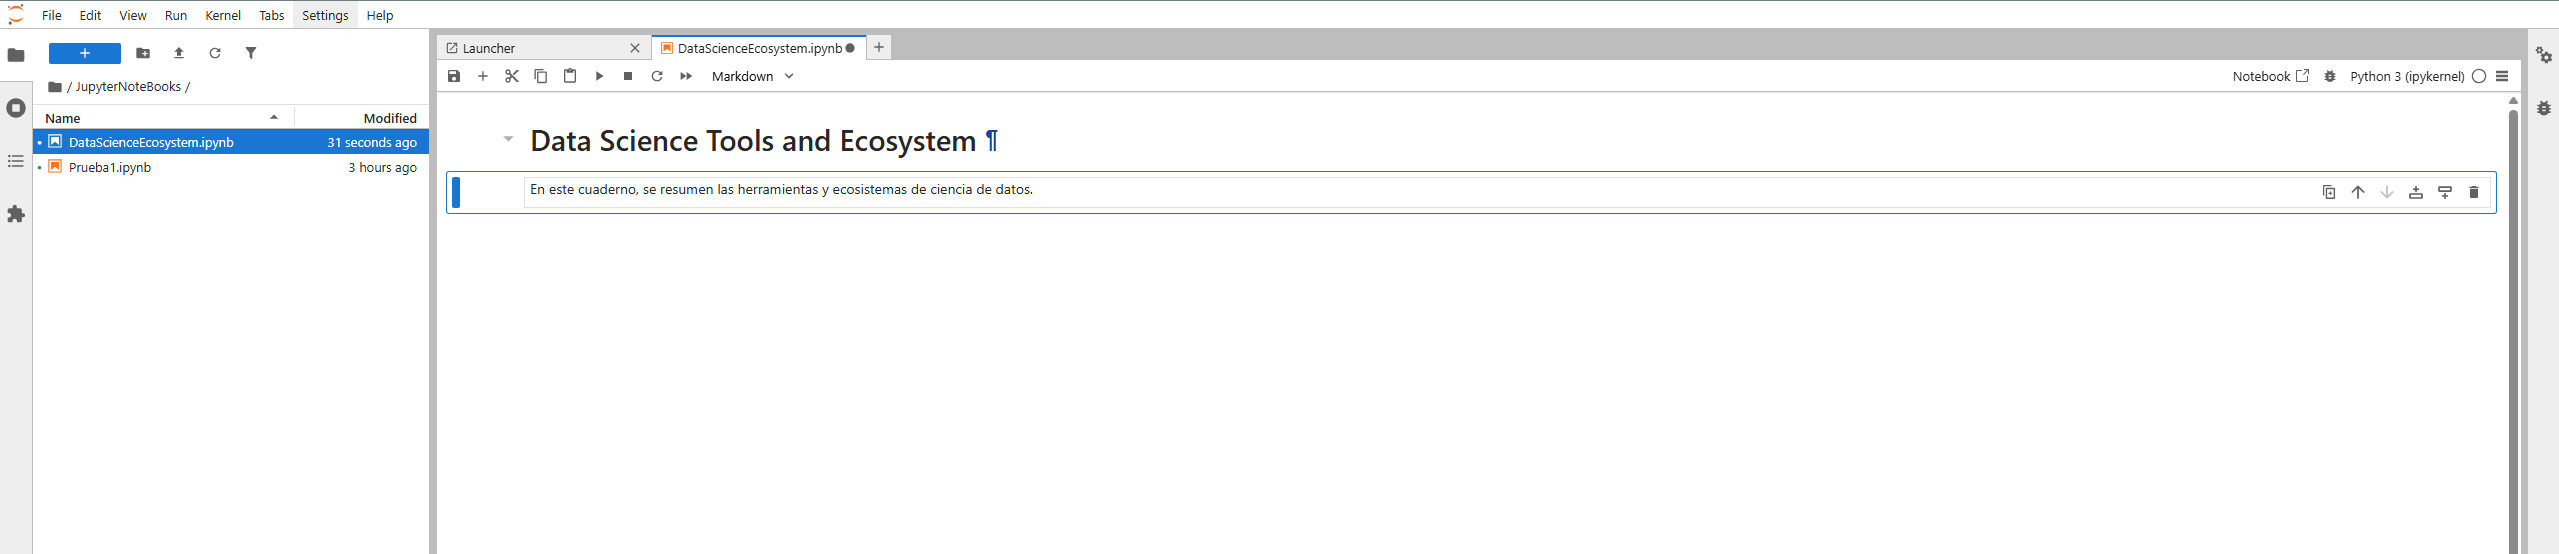 File Edit View Run Kernel Tabs Settings Help
Launcher
DataScienceEcosystem.ipynb
Markdown
Notebook
Python 3 (ipykernel)
/ JupyterNoteBooks /
Name Modified
DataScienceEcosystem.ipynb 31 seconds ago
Prueba1.ipynb 3 hours ago
Data Science Tools and Ecosystem ¶
En este cuaderno, se resumen las herramientas y ecosistemas de ciencia de datos.